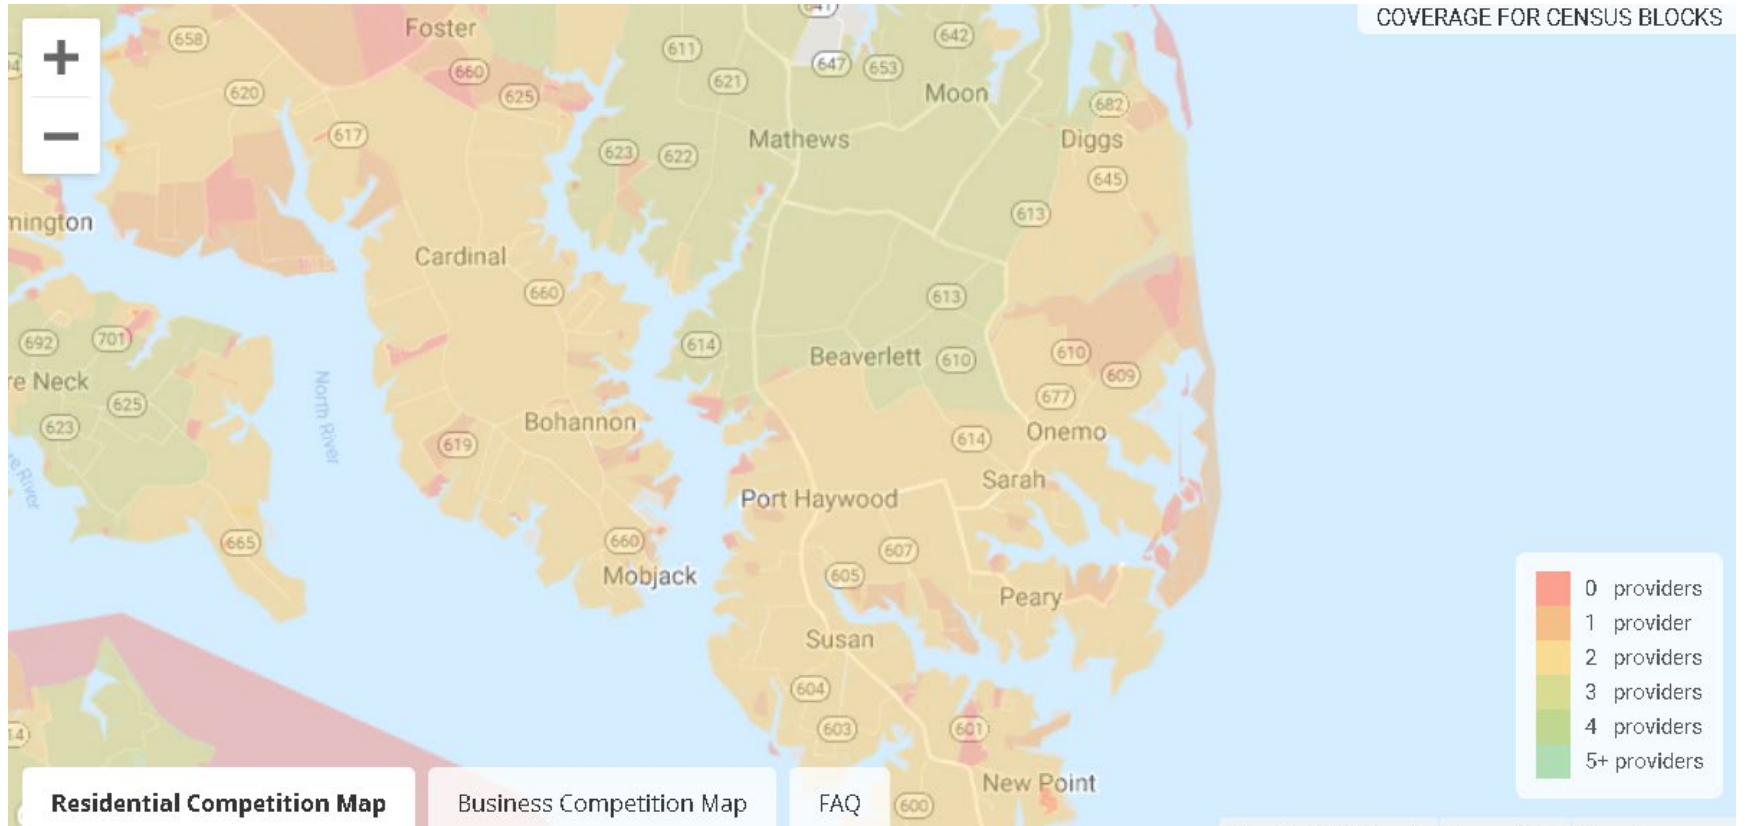 COVERAGE FOR CENSUS BLOCKS
+
−
Foster
658
611
642
647
653
660
621
620
625
Moon
682
617
Mathews
Diggs
623
622
645
613
mington
Cardinal
660
613
692
701
614
Beaverlett
610
610
609
re Neck
625
677
North River
623
Bohannon
614
Onemo
619
re River
Sarah
Port Haywood
665
660
607
Mobjack
605
Peary
0 providers
1 provider
2 providers
3 providers
4 providers
5+ providers
Susan
604
603
601
14
New Point
600
Residential Competition Map
Business Competition Map
FAQ